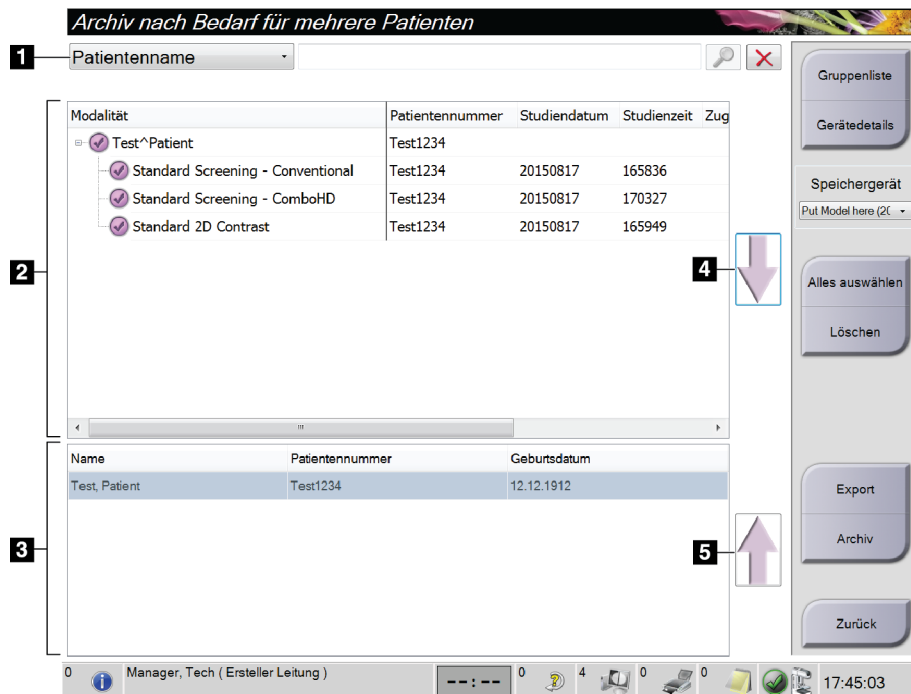 Archiv nach Bedarf für mehrere Patienten
1 Patientenname
Gruppenliste
Gerätedetails
Speichergerät
Put Model here (2(
Alles auswählen
Löschen
Export
Archiv
Zurück
2
Modalität Patientennummer Studiendatum Studienzeit Zug
Test^Patient Test1234
Standard Screening - Conventional Test1234 20150817 165836
Standard Screening - ComboHD Test1234 20150817 170327
Standard 2D Contrast Test1234 20150817 165949
4
3
Name Patientennummer Geburtsdatum
Test, Patient Test1234 12.12.1912
5
0 Manager, Tech ( Ersteller Leitung ) --:-- 0 4 0 0 17:45:03